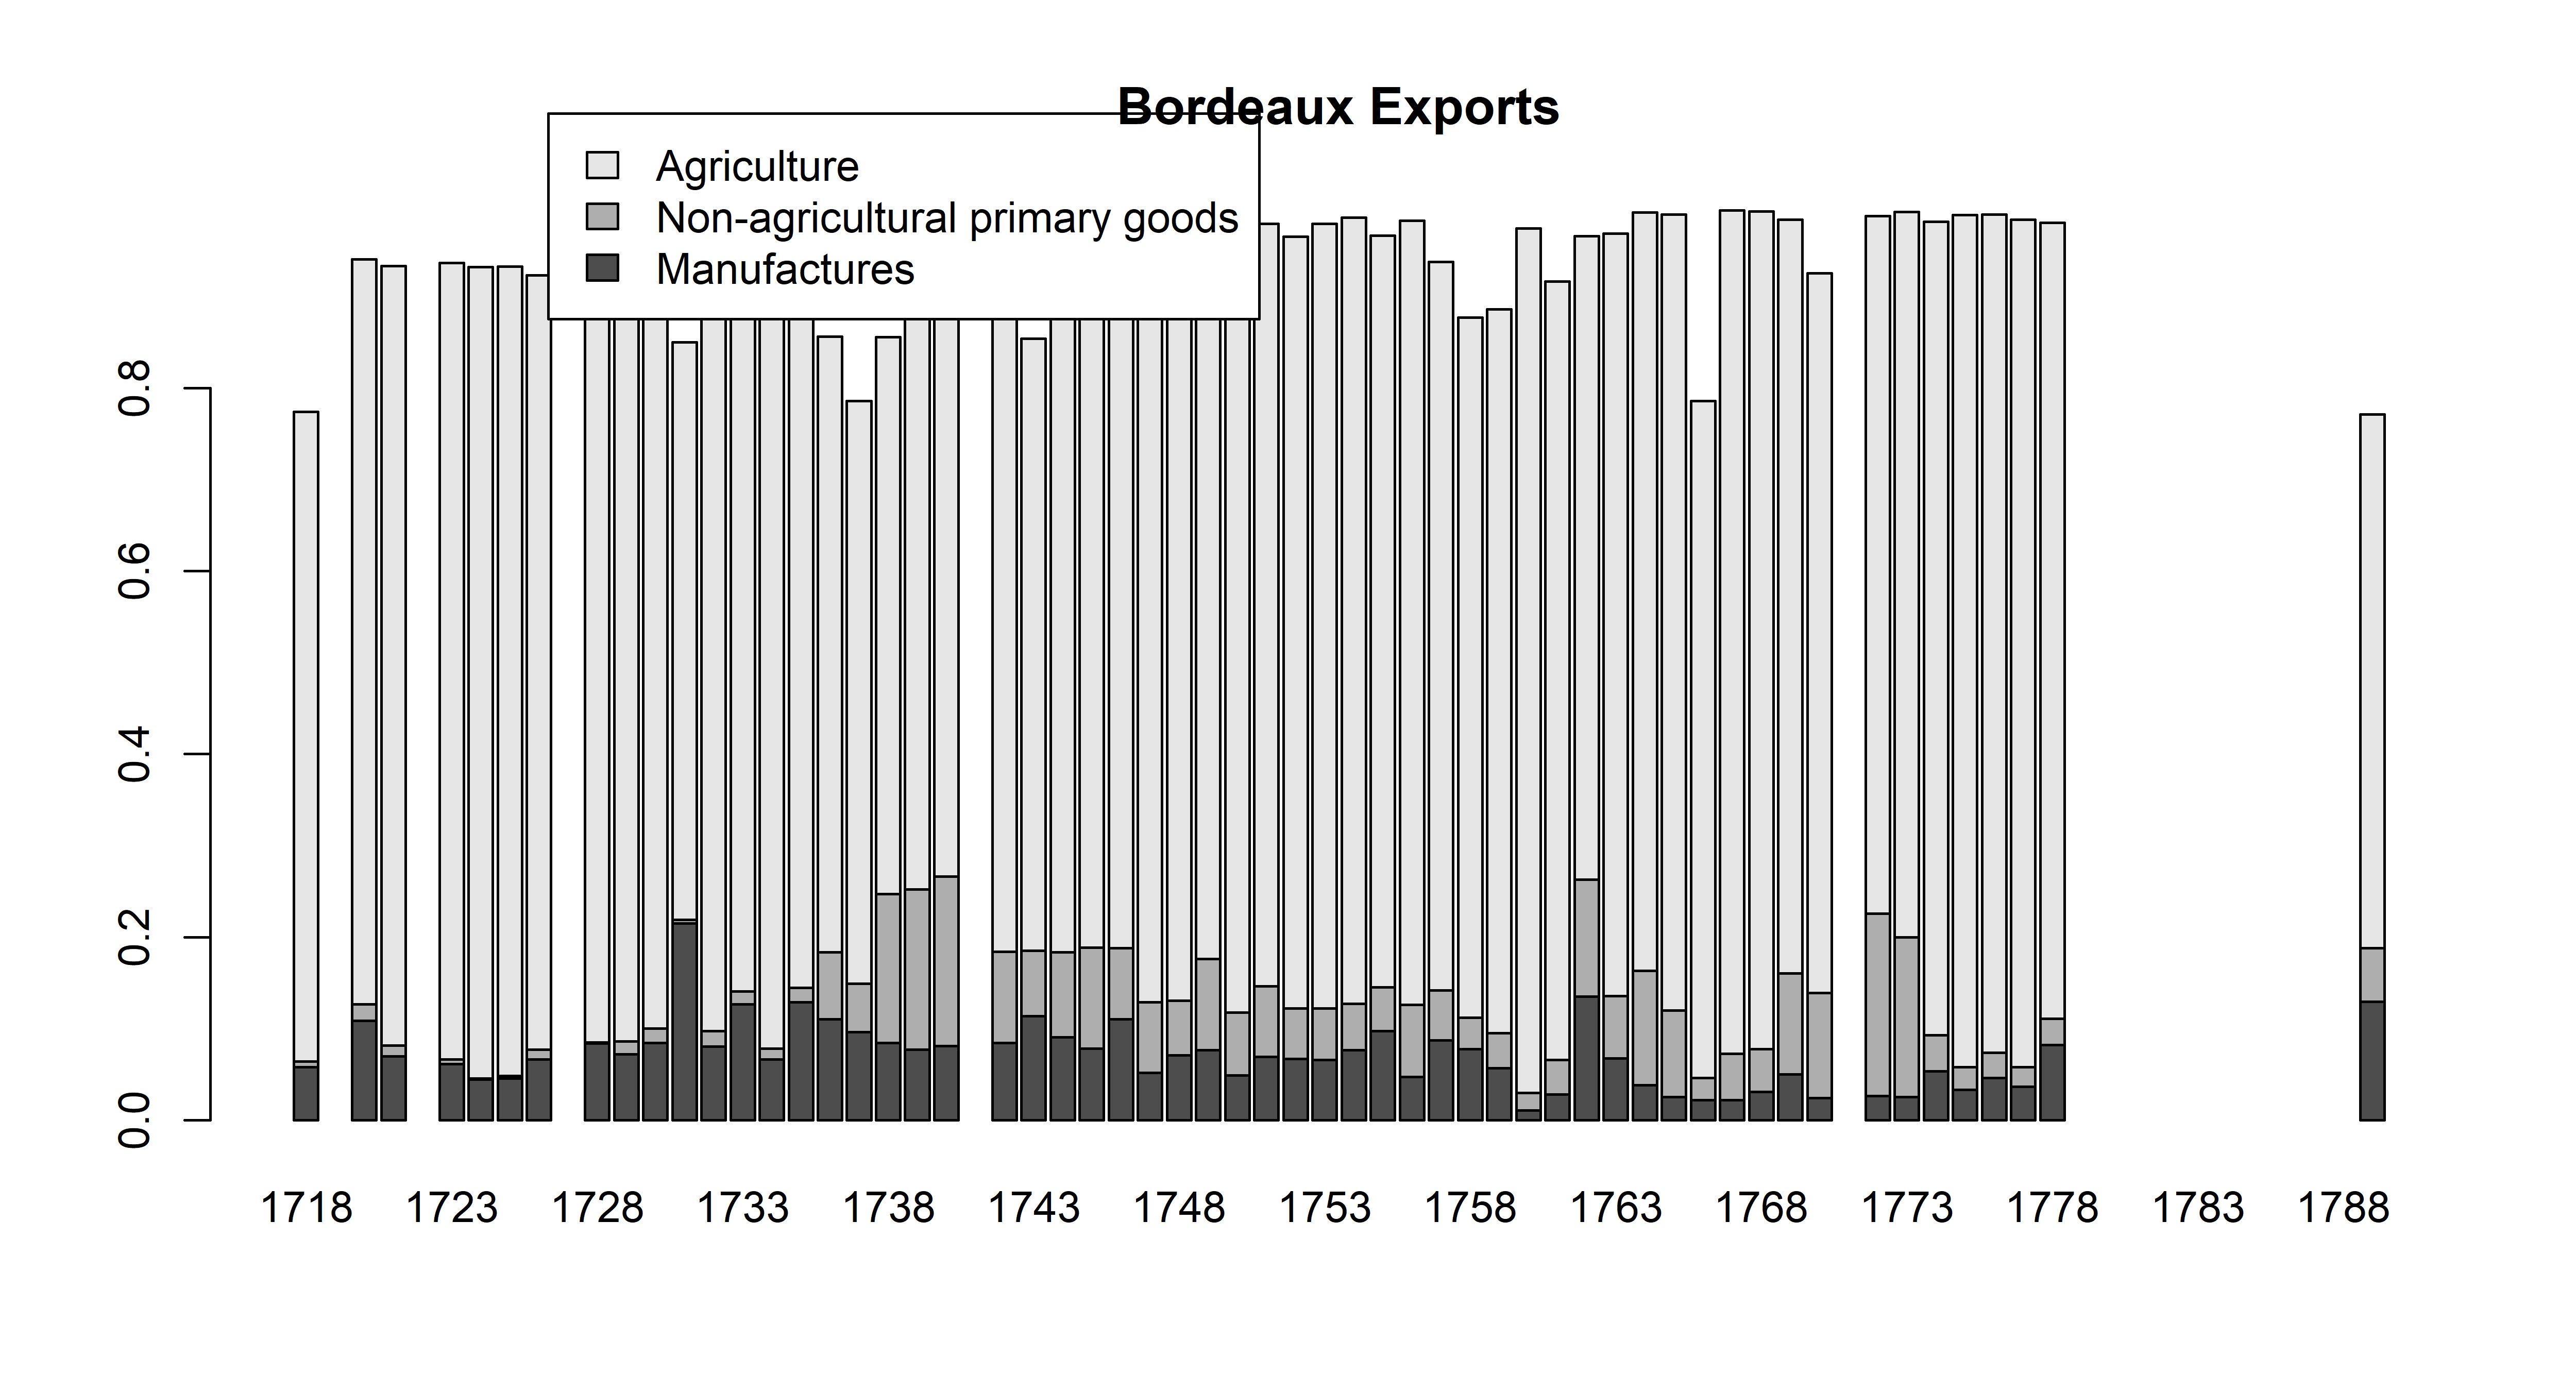 Bordeaux Exports
Agriculture
Non-agricultural primary goods
Manufactures
0.8
0.6
0.4
0.2
0.0
1718 1723 1728 1733 1738 1743 1748 1753 1758 1763 1768 1773 1778 1783 1788